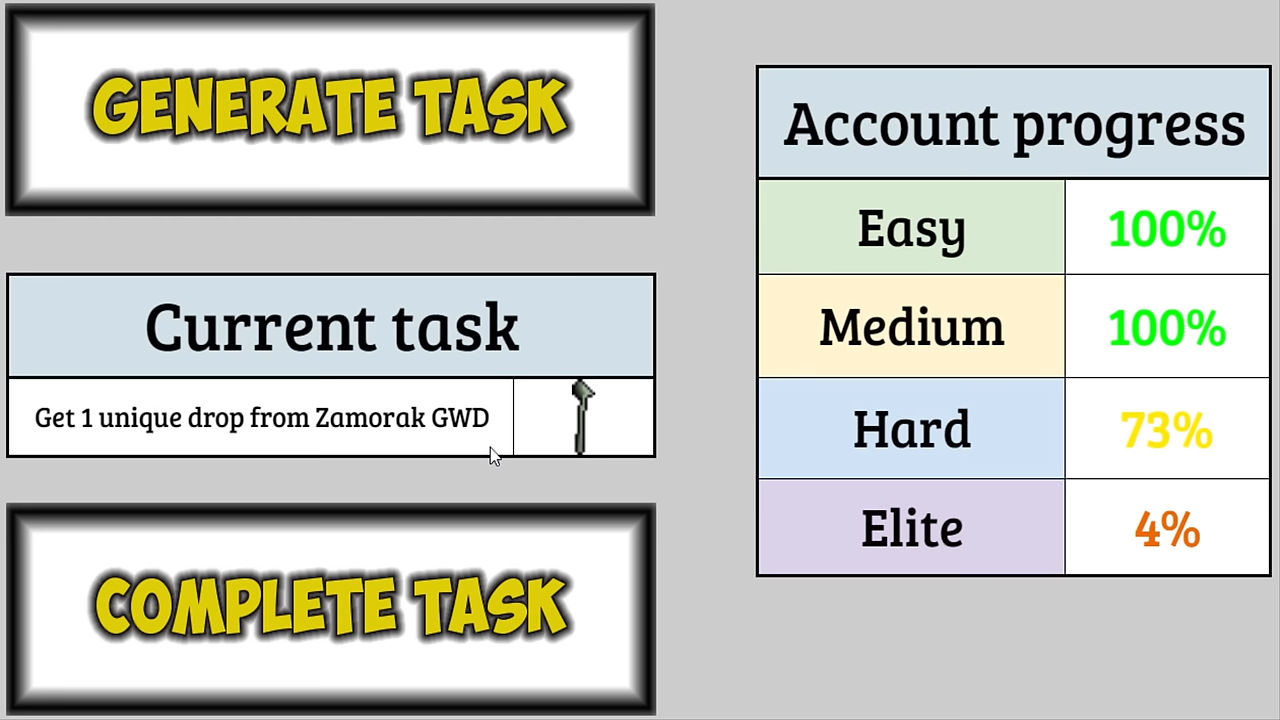 GENERATE TASK
Current task
Get 1 unique drop from Zamorak GWD
COMPLETE TASK
Account progress
Easy 100%
Medium 100%
Hard 73%
Elite 4%